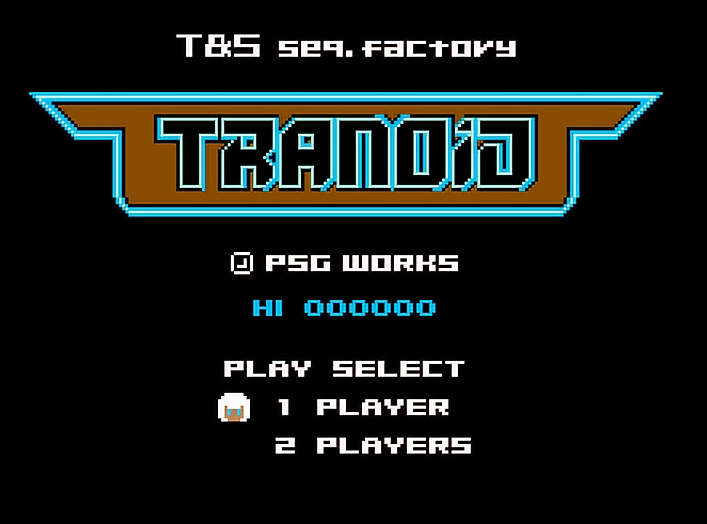 T&S seq.factory
TRANOID
PSG WORKS
HI 000000
PLAY SELECT
1 PLAYER
2 PLAYERS